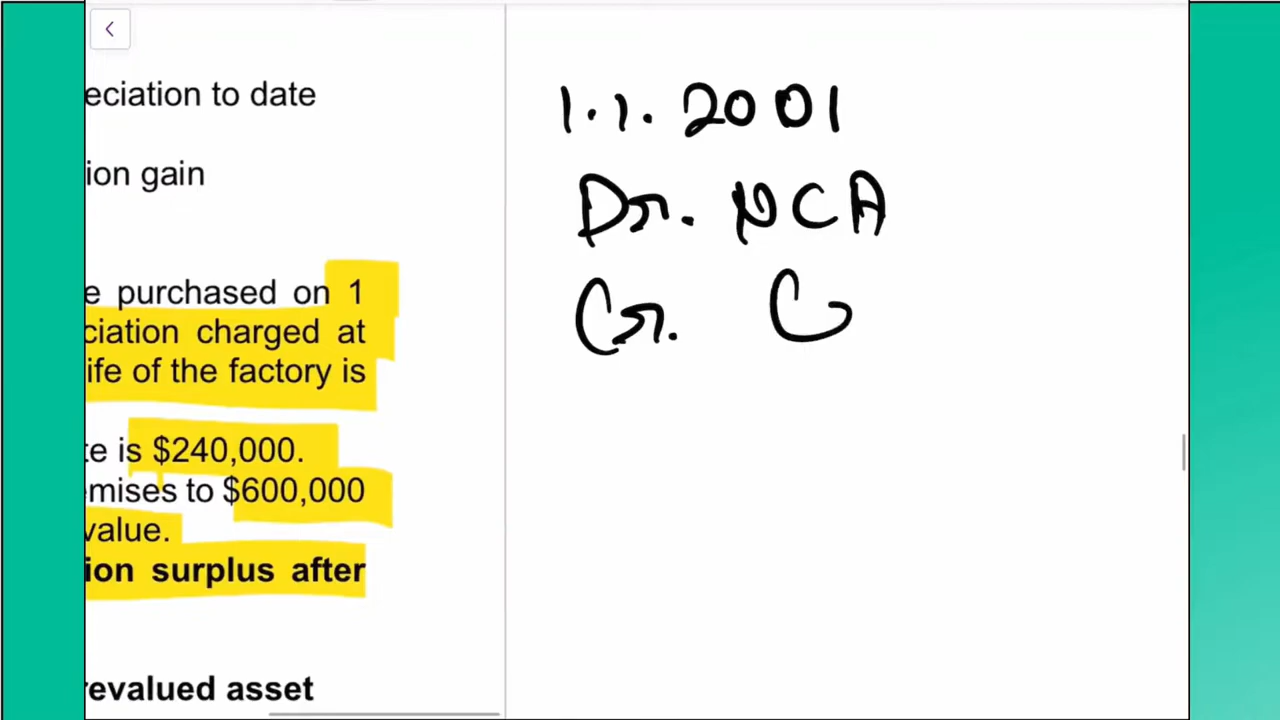 eciation to date
ion gain
e purchased on 1
ciation charged at
ife of the factory is
te is $240,000.
emises to $600,000
value.
ion surplus after
revalued asset
1.1.2001
Dr. NCA
Cr. C